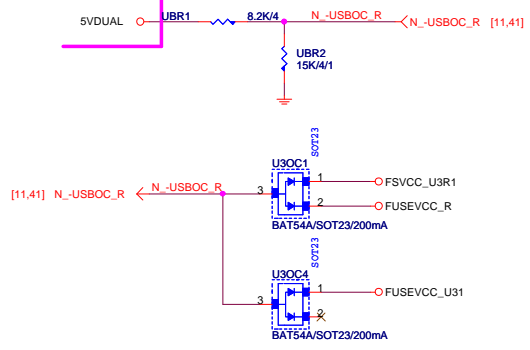 5VDUAL UBR1 8.2K/4 N_-USBOC_R N_-USBOC_R [11,41]
UBR2
15K/4/1
SOT23
U3OC1
1 FSVCC_U3R1
[11,41] N_-USBOC_R N_-USBOC_R 3
2 FUSEVCC_R
BAT54A/SOT23/200mA
SOT23
U3OC4
1 FUSEVCC_U31
3
2
BAT54A/SOT23/200mA